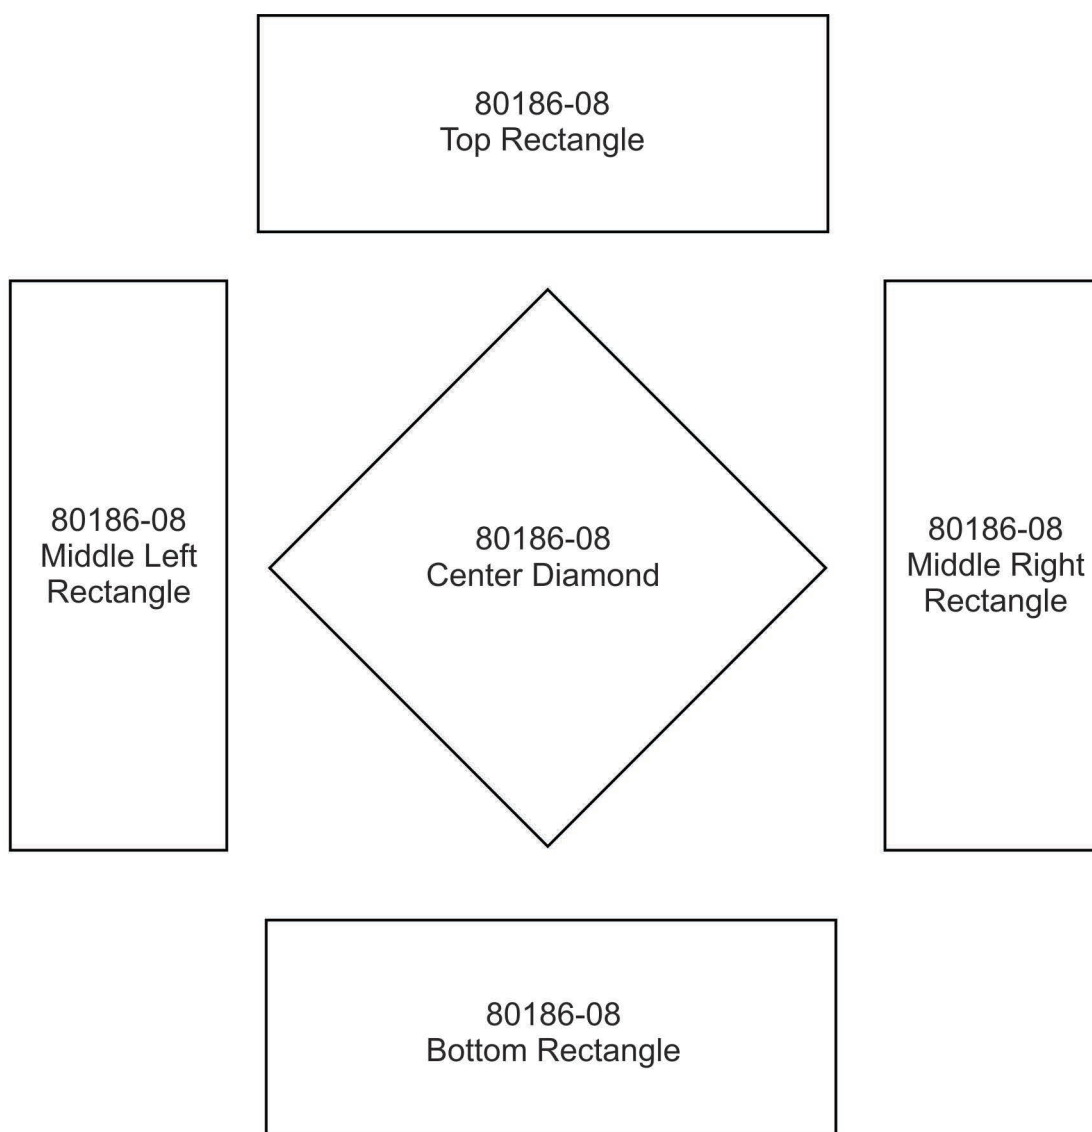 80186-08
Top Rectangle
80186-08
Middle Left
Rectangle
80186-08
Center Diamond
80186-08
Middle Right
Rectangle
80186-08
Bottom Rectangle